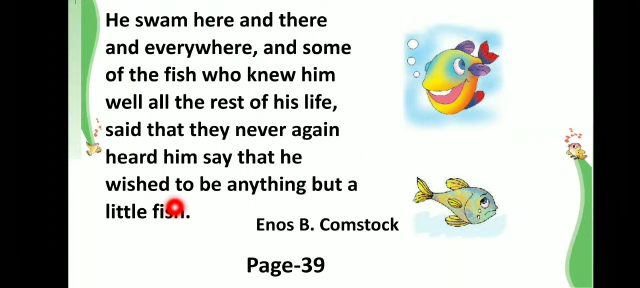 He swam here and there
and everywhere, and some
of the fish who knew him
well all the rest of his life,
said that they never again
heard him say that he
wished to be anything but a
little fish.
Enos B. Comstock
Page-39